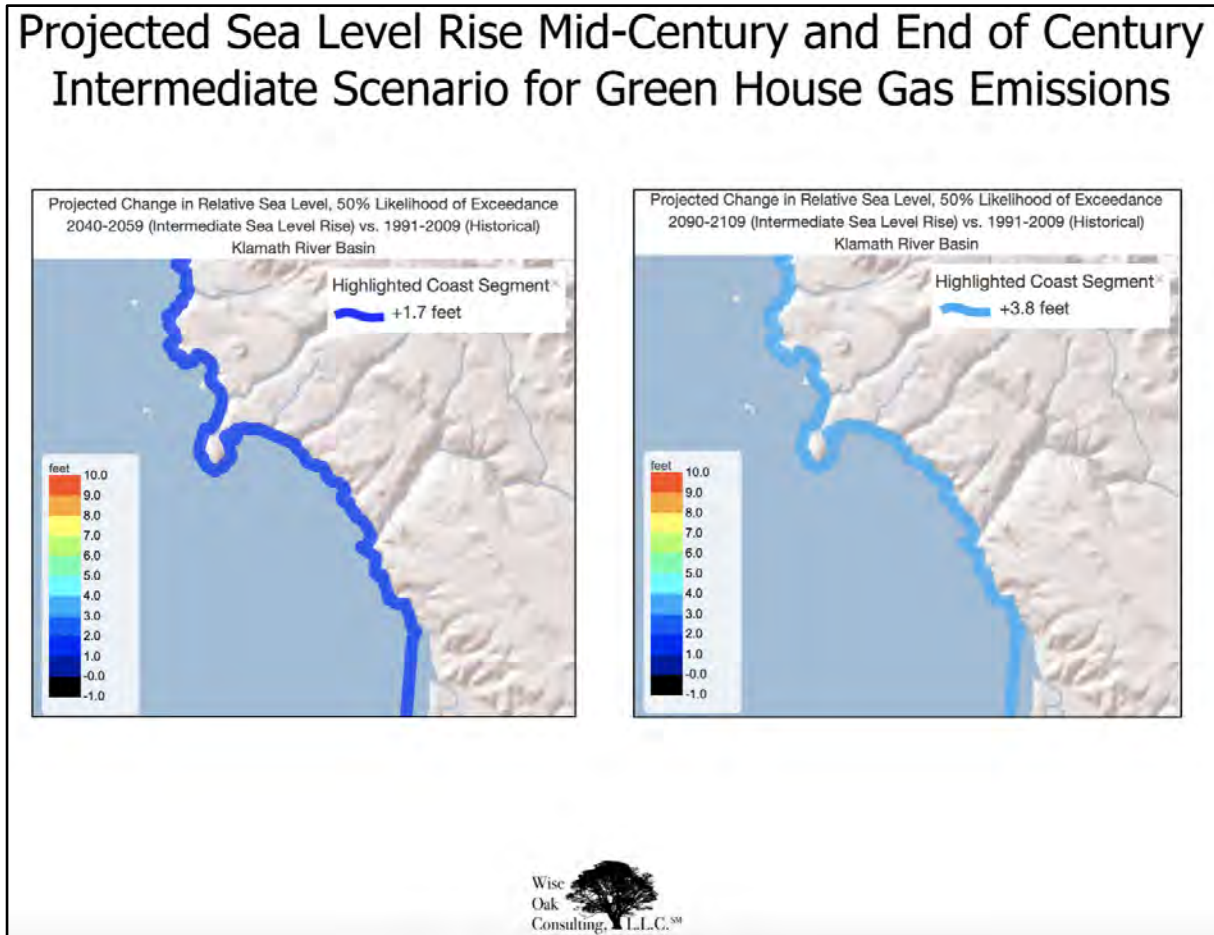 Projected Sea Level Rise Mid-Century and End of Century
Intermediate Scenario for Green House Gas Emissions
Projected Change in Relative Sea Level, 50% Likelihood of Exceedance
2040-2059 (Intermediate Sea Level Rise) vs. 1991-2009 (Historical)
Klamath River Basin
Highlighted Coast Segment ×
+1.7 feet
feet
10.0
9.0
8.0
7.0
6.0
5.0
4.0
3.0
2.0
1.0
-0.0
-1.0
Projected Change in Relative Sea Level, 50% Likelihood of Exceedance
2090-2109 (Intermediate Sea Level Rise) vs. 1991-2009 (Historical)
Klamath River Basin
Highlighted Coast Segment ×
+3.8 feet
feet
10.0
9.0
8.0
7.0
6.0
5.0
4.0
3.0
2.0
1.0
-0.0
-1.0
Wise
Oak
Consulting, L.L.C.℠